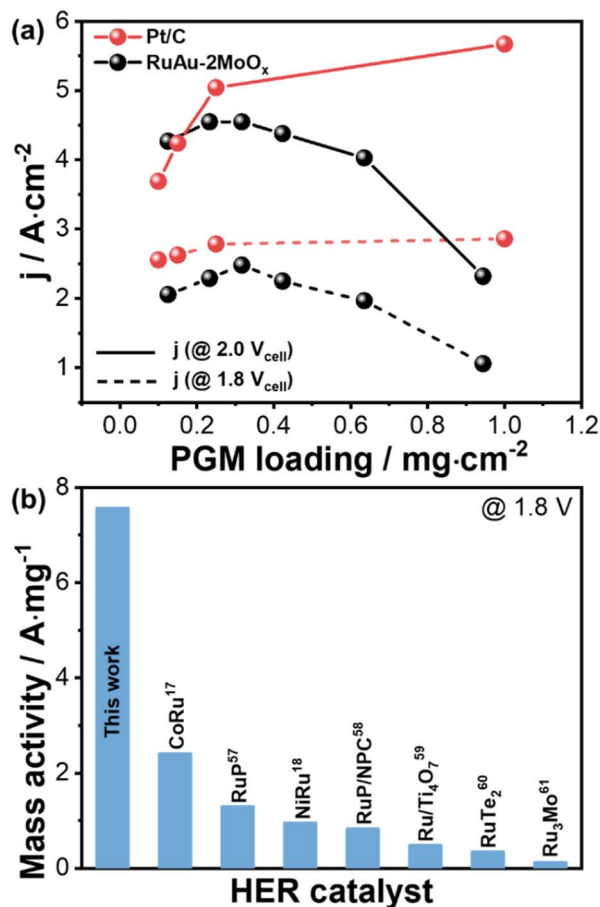 (a)
Pt/C
RuAu-2MoOₓ
j / A·cm⁻²
6
5
4
3
2
1
j (@ 2.0 V_cell)
j (@ 1.8 V_cell)
0.0 0.2 0.4 0.6 0.8 1.0 1.2
PGM loading / mg·cm⁻²
(b)
@ 1.8 V
Mass activity / A·mg⁻¹
8
6
4
2
0
This work
CoRu¹⁷
RuP⁵⁷
NiRu¹⁸
RuP/NPC⁵⁸
Ru/Ti₄O₇⁵⁹
RuTe₂⁶⁰
Ru₃Mo⁶¹
HER catalyst